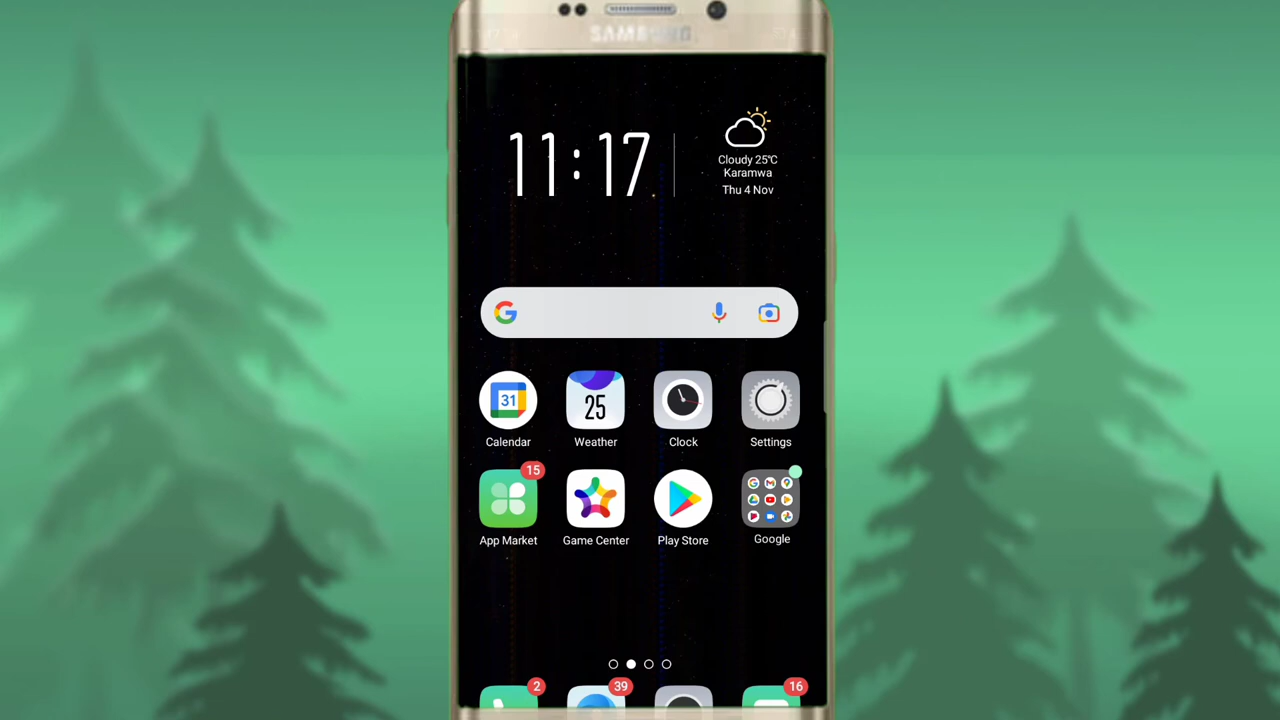 SAMSUNG
11:17
Cloudy 25℃
Karamwa
Thu 4 Nov
31
25
Calendar
Weather
Clock
Settings
15
App Market
Game Center
Play Store
Google
2
39
16